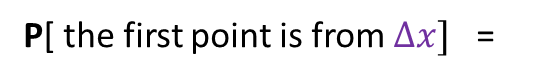 P[ the first point is from Δx] =